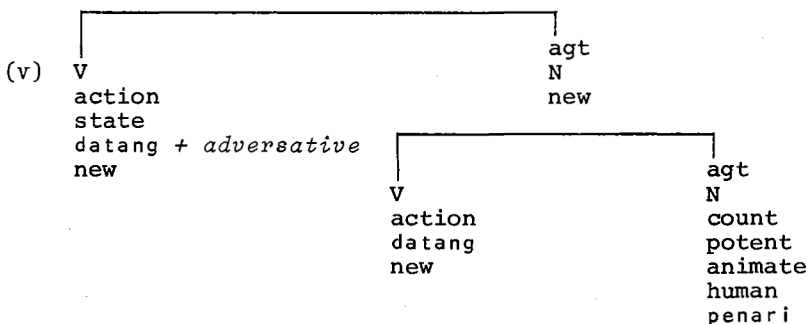 agt
(v) V N
action new
state
datang + adversative
new agt
V N
action count
datang potent
new animate
human
penari